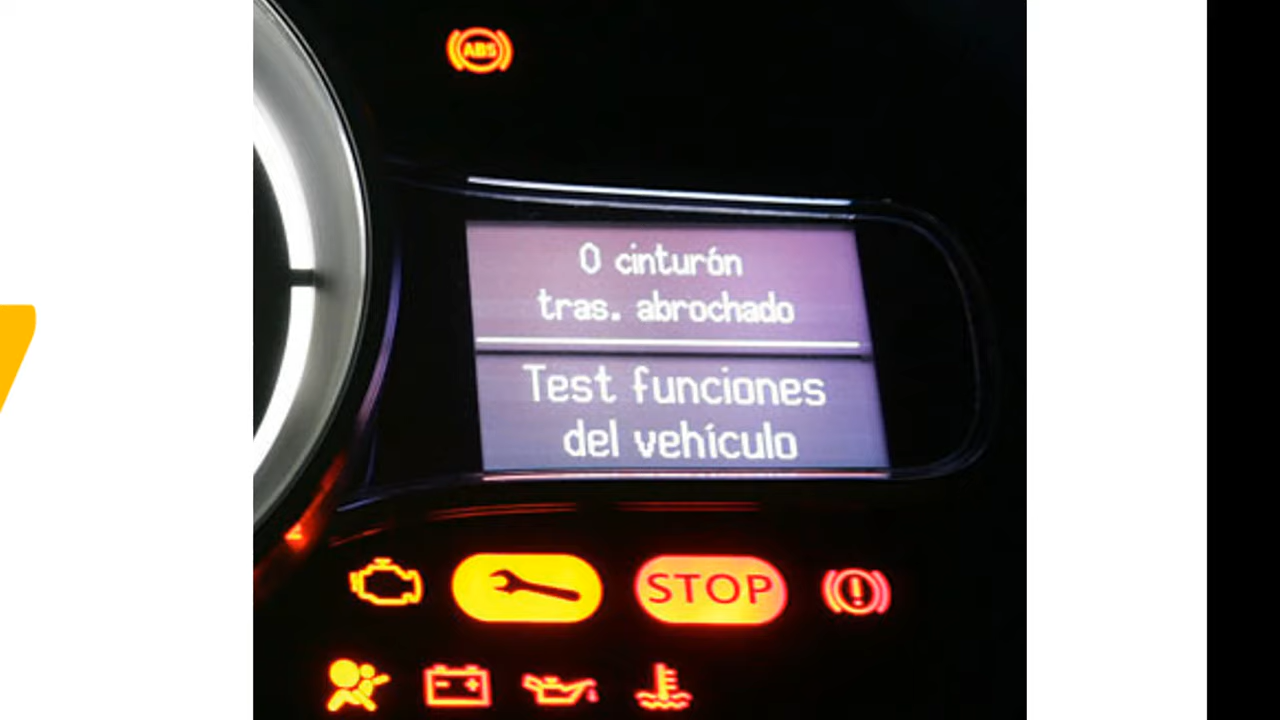 ABS
0 cinturón
tras. abrochado
Test funciones
del vehículo
STOP